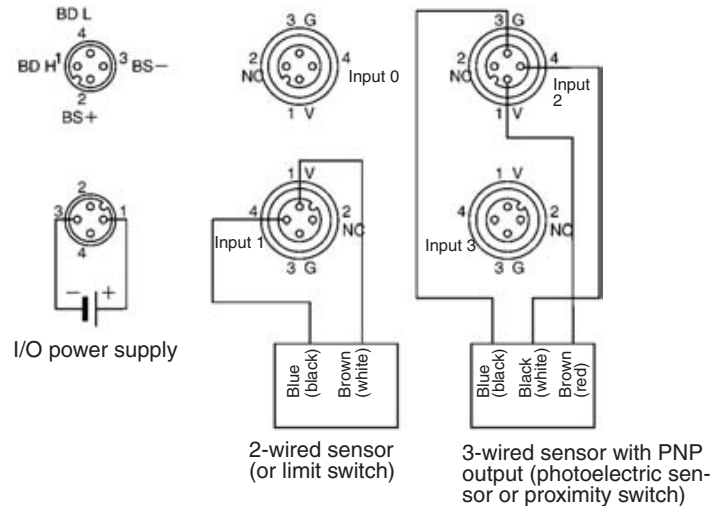 BD L
4
BD H
1
3
BS−
2
BS+
3 G
2
NC
4
Input 0
1 V
3 G
2
NC
4
Input
2
1 V
2
3
1
4
− +
I/O power supply
1 V
4
2
NC
Input 1
3 G
1 V
4
2
NC
Input 3
3 G
Blue
(black)
Brown
(white)
2-wired sensor
(or limit switch)
Blue
(black)
Black
(white)
Brown
(red)
3-wired sensor with PNP
output (photoelectric sen-
sor or proximity switch)